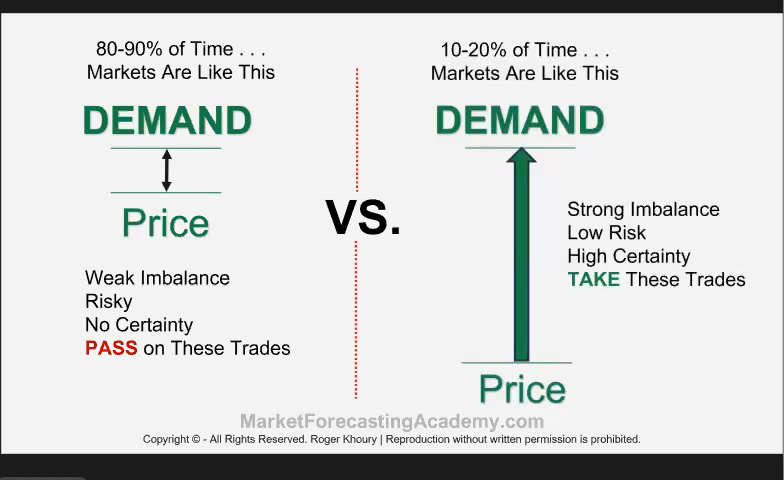 80-90% of Time . . .
Markets Are Like This
DEMAND
Price
Weak Imbalance
Risky
No Certainty
PASS on These Trades
VS.
10-20% of Time . . .
Markets Are Like This
DEMAND
Strong Imbalance
Low Risk
High Certainty
TAKE These Trades
Price
MarketForecastingAcademy.com
Copyright © - All Rights Reserved. Roger Khoury | Reproduction without written permission is prohibited.